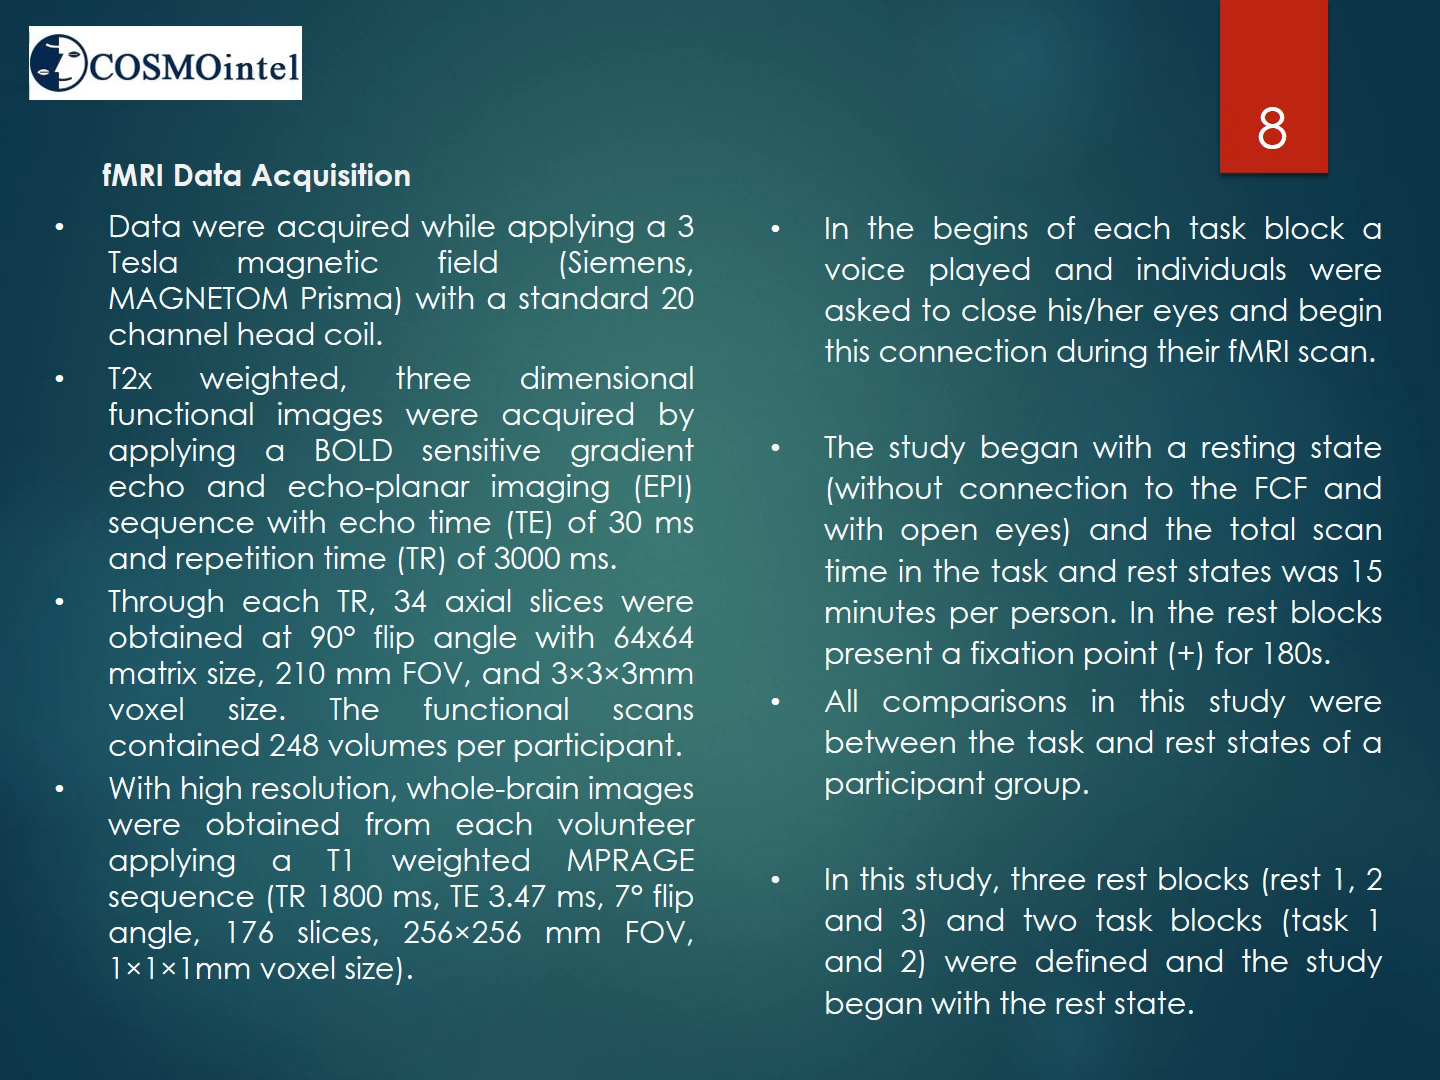 COSMOintel
8
fMRI Data Acquisition
• Data were acquired while applying a 3
Tesla magnetic field (Siemens,
MAGNETOM Prisma) with a standard 20
channel head coil.
• T2x weighted, three dimensional
functional images were acquired by
applying a BOLD sensitive gradient
echo and echo-planar imaging (EPI)
sequence with echo time (TE) of 30 ms
and repetition time (TR) of 3000 ms.
• Through each TR, 34 axial slices were
obtained at 90° flip angle with 64x64
matrix size, 210 mm FOV, and 3×3×3mm
voxel size. The functional scans
contained 248 volumes per participant.
• With high resolution, whole-brain images
were obtained from each volunteer
applying a T1 weighted MPRAGE
sequence (TR 1800 ms, TE 3.47 ms, 7° flip
angle, 176 slices, 256×256 mm FOV,
1×1×1mm voxel size).
• In the begins of each task block a
voice played and individuals were
asked to close his/her eyes and begin
this connection during their fMRI scan.
• The study began with a resting state
(without connection to the FCF and
with open eyes) and the total scan
time in the task and rest states was 15
minutes per person. In the rest blocks
present a fixation point (+) for 180s.
• All comparisons in this study were
between the task and rest states of a
participant group.
• In this study, three rest blocks (rest 1, 2
and 3) and two task blocks (task 1
and 2) were defined and the study
began with the rest state.